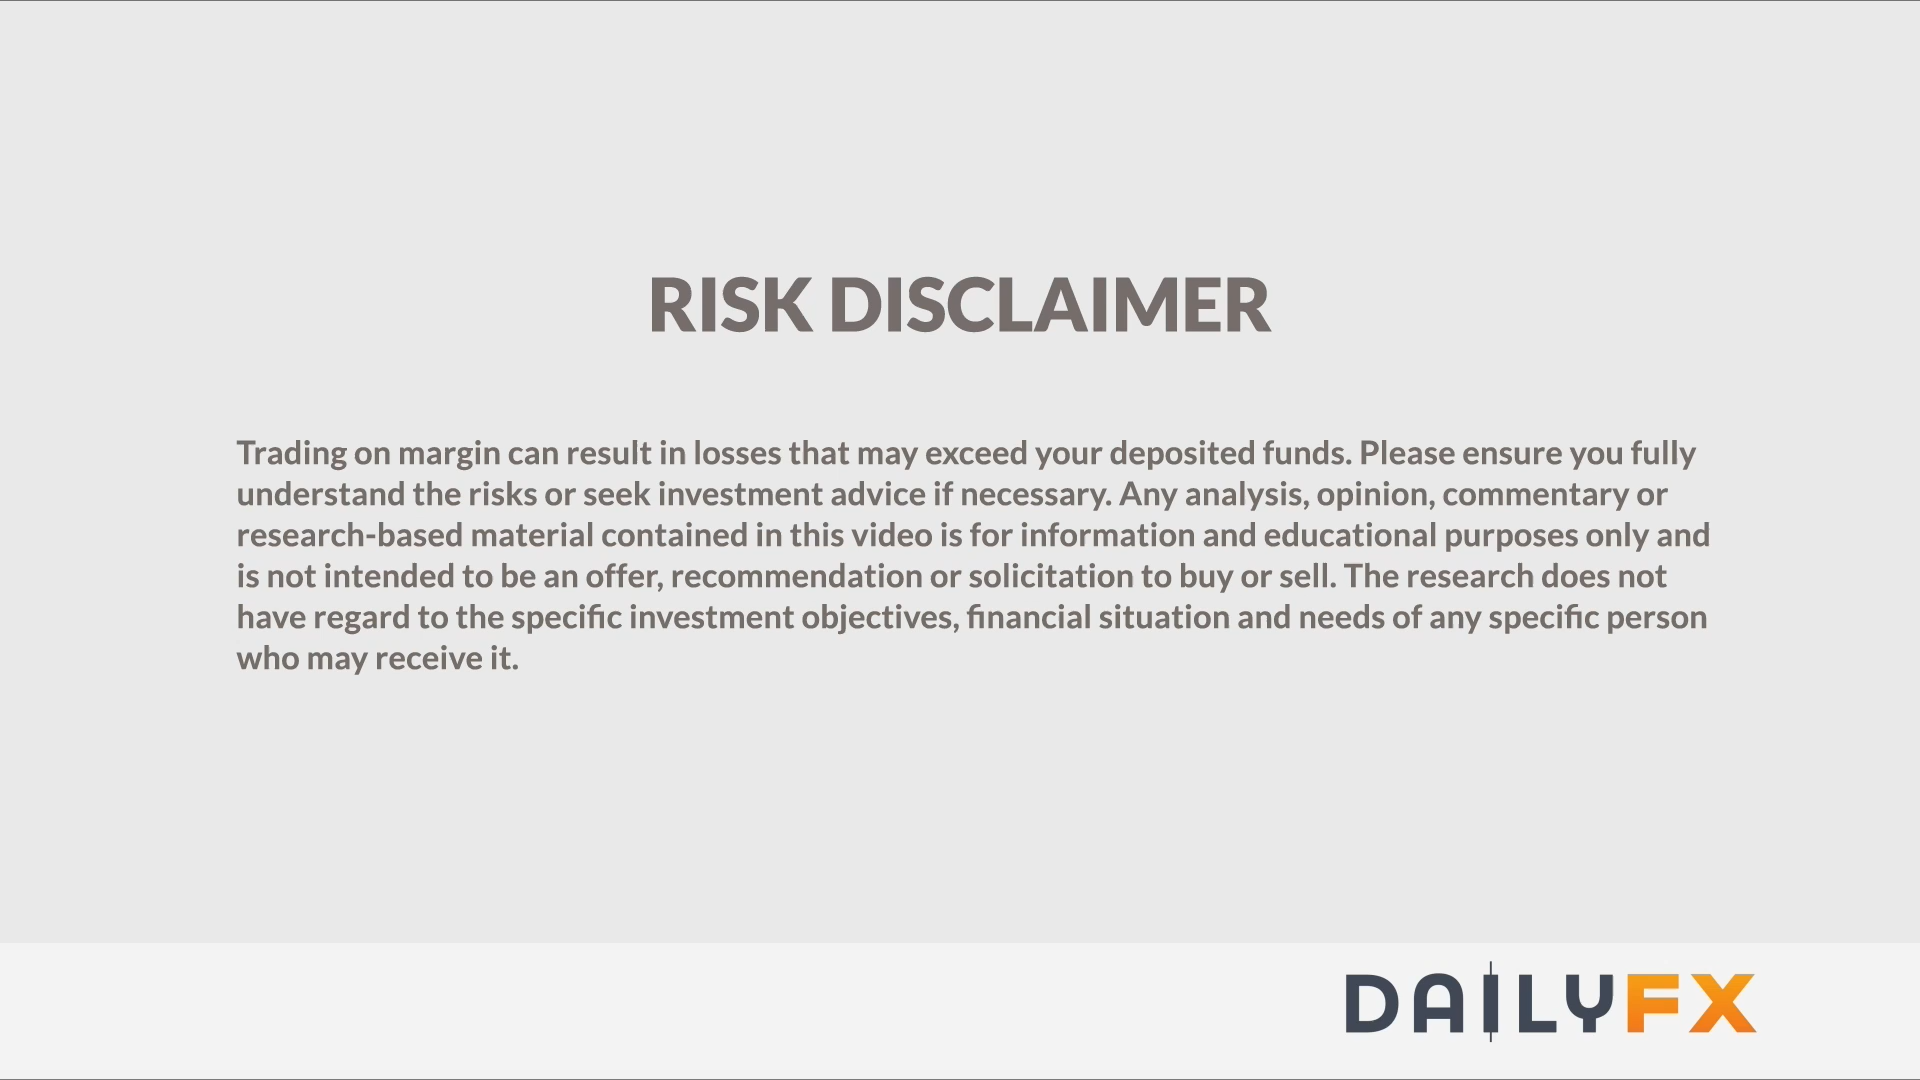 RISK DISCLAIMER
Trading on margin can result in losses that may exceed your deposited funds. Please ensure you fully
understand the risks or seek investment advice if necessary. Any analysis, opinion, commentary or
research-based material contained in this video is for information and educational purposes only and
is not intended to be an offer, recommendation or solicitation to buy or sell. The research does not
have regard to the specific investment objectives, financial situation and needs of any specific person
who may receive it.
DAILYFX